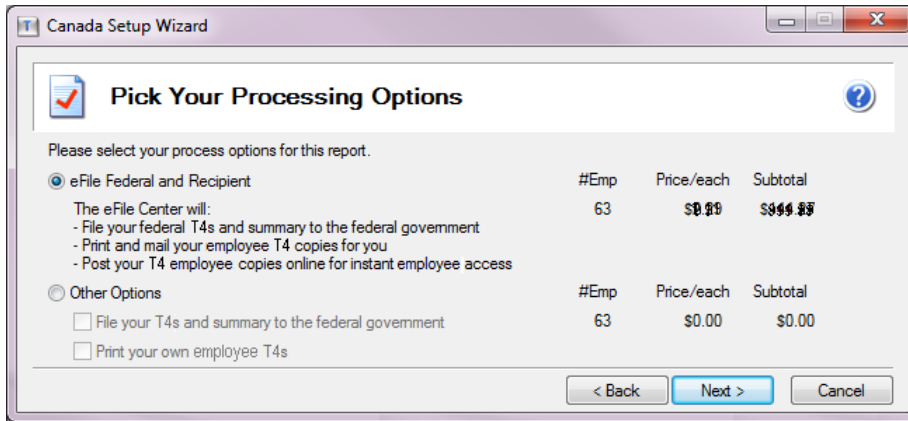 Canada Setup Wizard
Pick Your Processing Options
Please select your process options for this report.
eFile Federal and Recipient #Emp Price/each Subtotal
The eFile Center will: 63
- File your federal T4s and summary to the federal government
- Print and mail your employee T4 copies for you
- Post your T4 employee copies online for instant employee access
Other Options #Emp Price/each Subtotal
File your T4s and summary to the federal government 63 $0.00 $0.00
Print your own employee T4s
< Back Next > Cancel